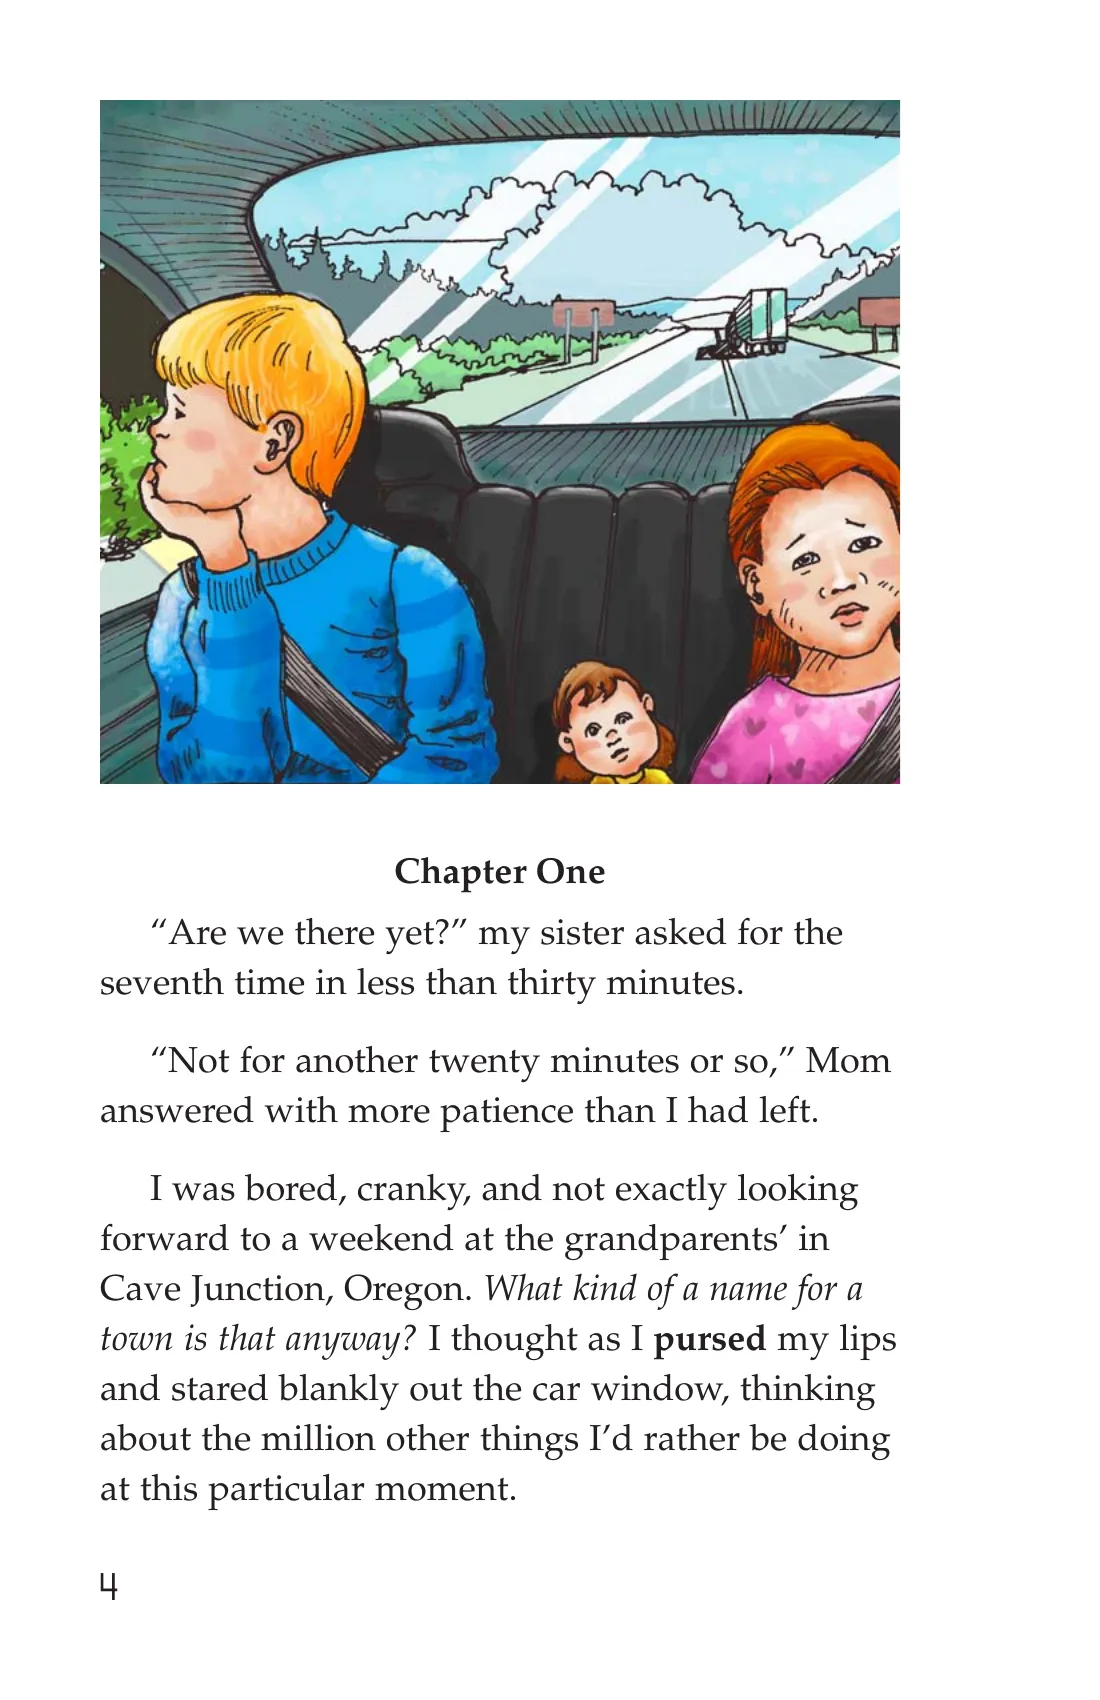 Chapter One
“Are we there yet?” my sister asked for the
seventh time in less than thirty minutes.
“Not for another twenty minutes or so,” Mom
answered with more patience than I had left.
I was bored, cranky, and not exactly looking
forward to a weekend at the grandparents’ in
Cave Junction, Oregon. What kind of a name for a
town is that anyway? I thought as I pursed my lips
and stared blankly out the car window, thinking
about the million other things I’d rather be doing
at this particular moment.
4